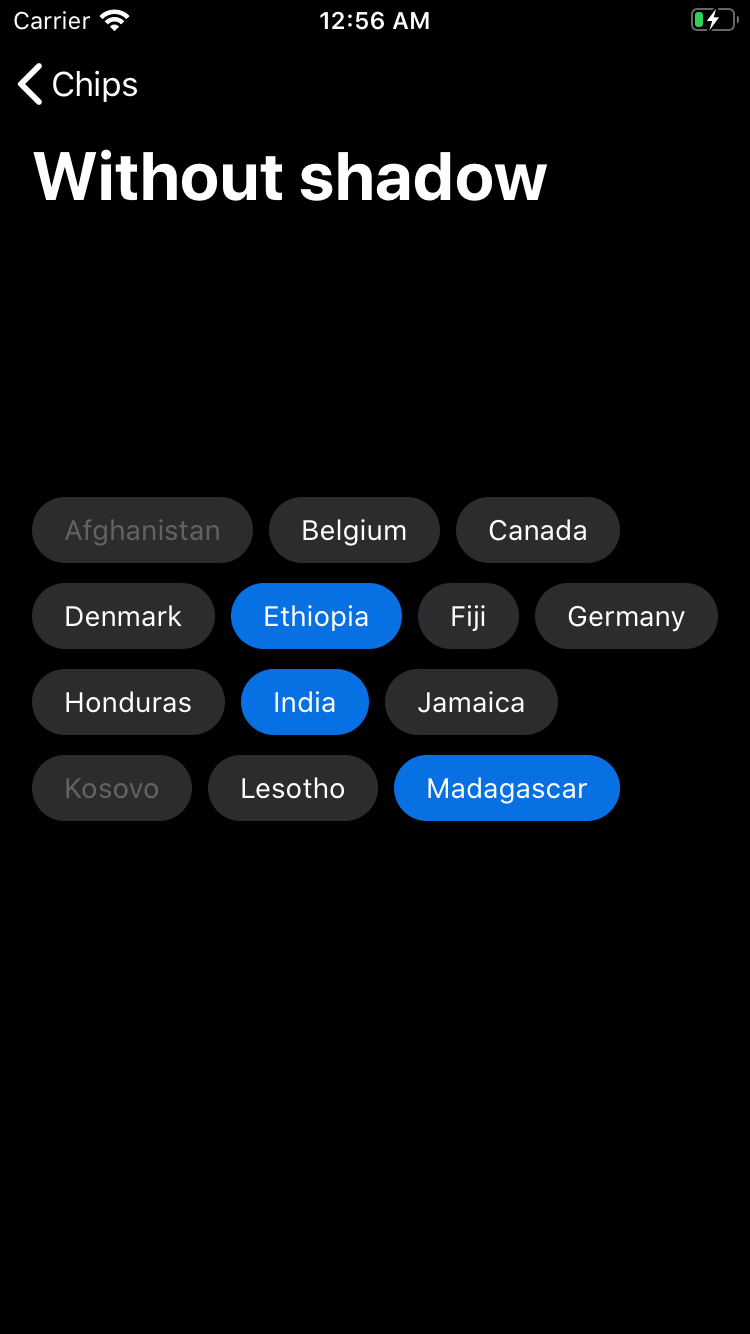 Carrier 12:56 AM
Chips
Without shadow
Afghanistan Belgium Canada
Denmark Ethiopia Fiji Germany
Honduras India Jamaica
Kosovo Lesotho Madagascar